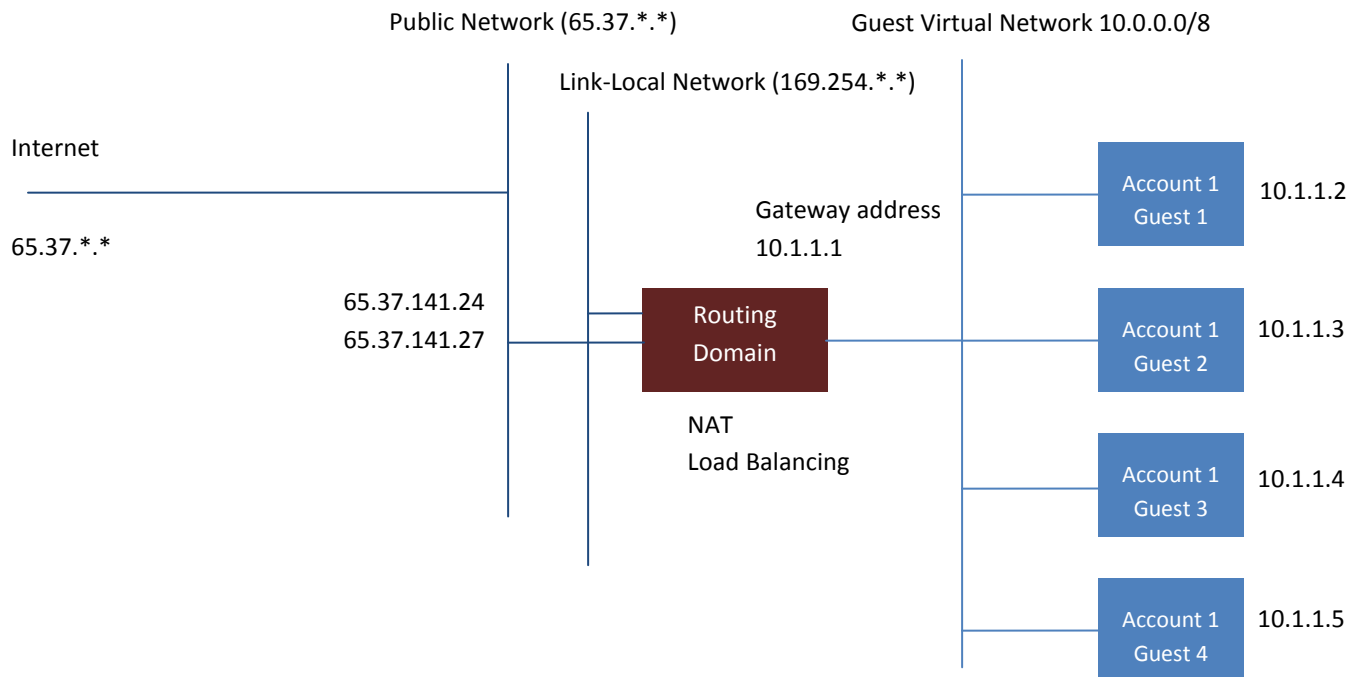 Public Network (65.37.*.*)
Guest Virtual Network 10.0.0.0/8
Link-Local Network (169.254.*.*)
Internet
65.37.*.*
Gateway address
10.1.1.1
65.37.141.24
65.37.141.27
Routing
Domain
NAT
Load Balancing
Account 1
Guest 1
10.1.1.2
Account 1
Guest 2
10.1.1.3
Account 1
Guest 3
10.1.1.4
Account 1
Guest 4
10.1.1.5